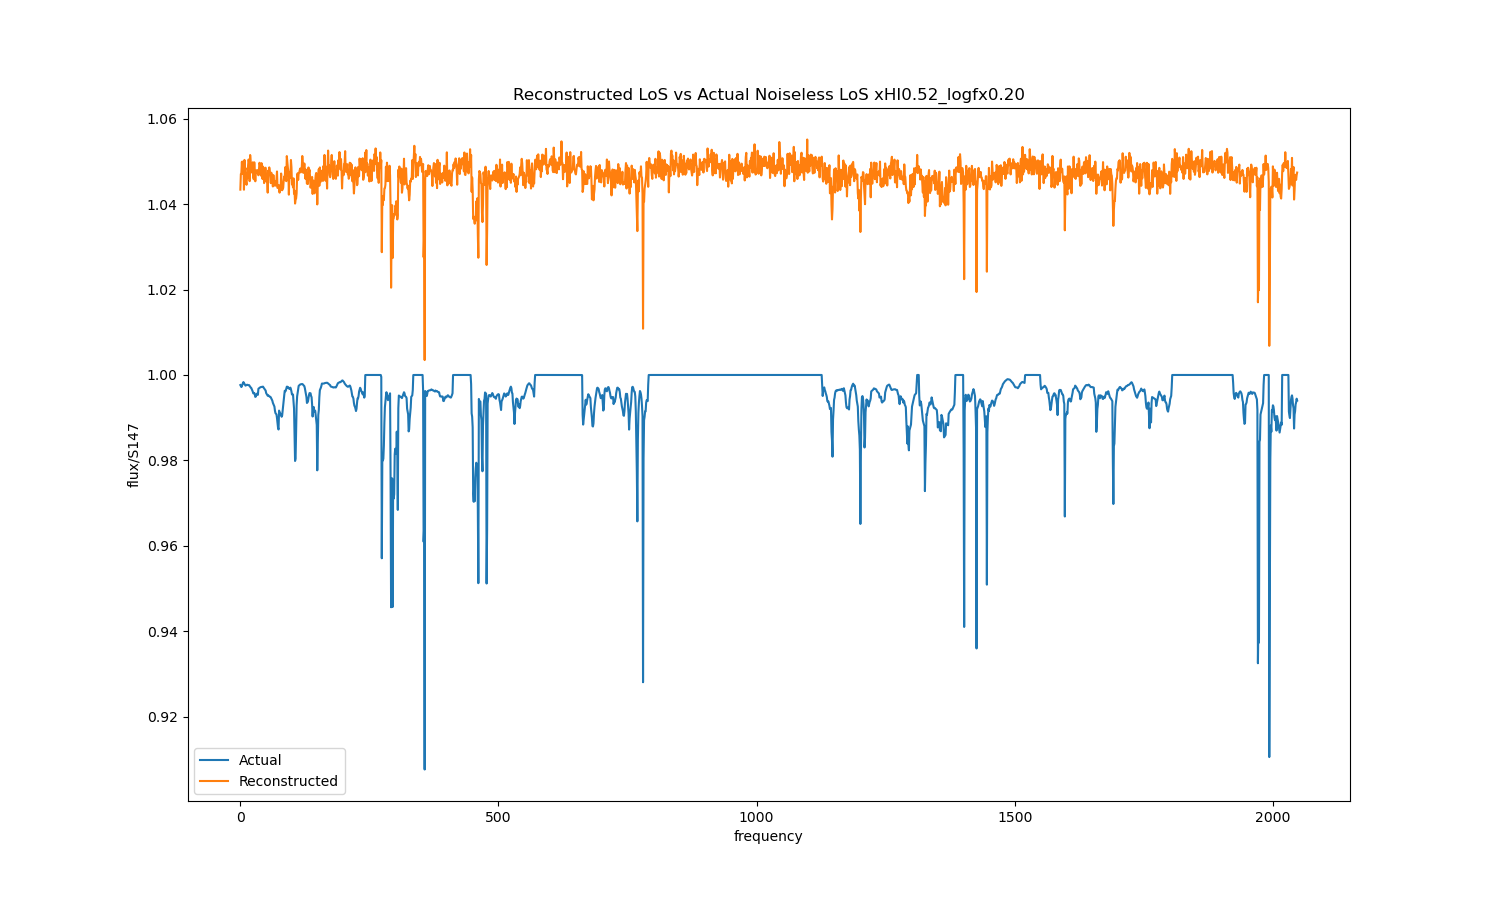 Reconstructed LoS vs Actual Noiseless LoS xHI0.52_logfx0.20
1.06
1.04
1.02
1.00
0.98
0.96
0.94
0.92
flux/S147
Actual
Reconstructed
0
500
1000
1500
2000
frequency